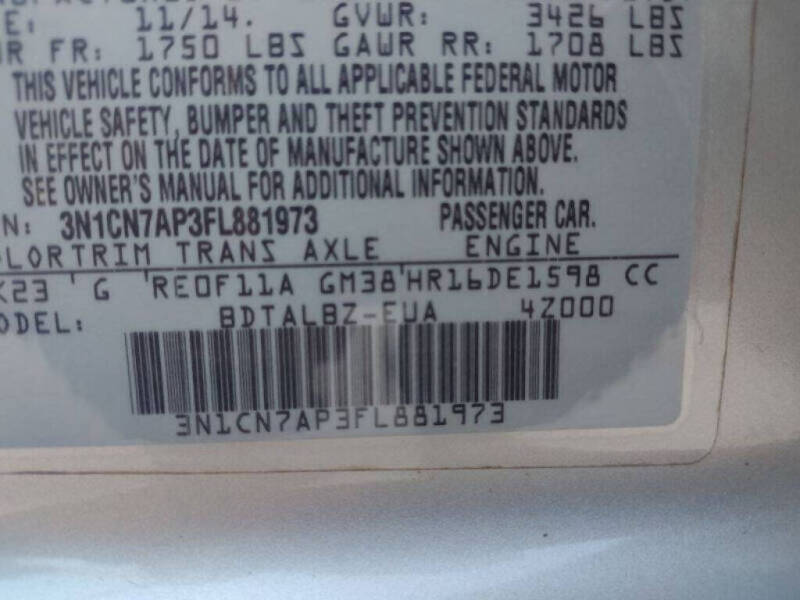 E: 11/14. GVWR: 3426 LBS
R FR: 1750 LBS GAWR RR: 1708 LBS
THIS VEHICLE CONFORMS TO ALL APPLICABLE FEDERAL MOTOR
VEHICLE SAFETY, BUMPER AND THEFT PREVENTION STANDARDS
IN EFFECT ON THE DATE OF MANUFACTURE SHOWN ABOVE.
SEE OWNER'S MANUAL FOR ADDITIONAL INFORMATION.
N: 3N1CN7AP3FL881973 PASSENGER CAR.
LORTRIM TRANS AXLE ENGINE
K23 G RE0F11A GM38 HR16DE1598 CC
ODEL: BDTALBZ-EUA 4Z000
3N1CN7AP3FL881973